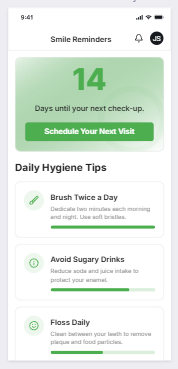 9:41
Smile Reminders
JS
14
Days until your next check-up.
Schedule Your Next Visit
Daily Hygiene Tips
Brush Twice a Day
Dedicate two minutes each morning
and night. Use soft bristles.
Avoid Sugary Drinks
Reduce soda and juice intake to
protect your enamel.
Floss Daily
Clean between your teeth to remove
plaque and food particles.